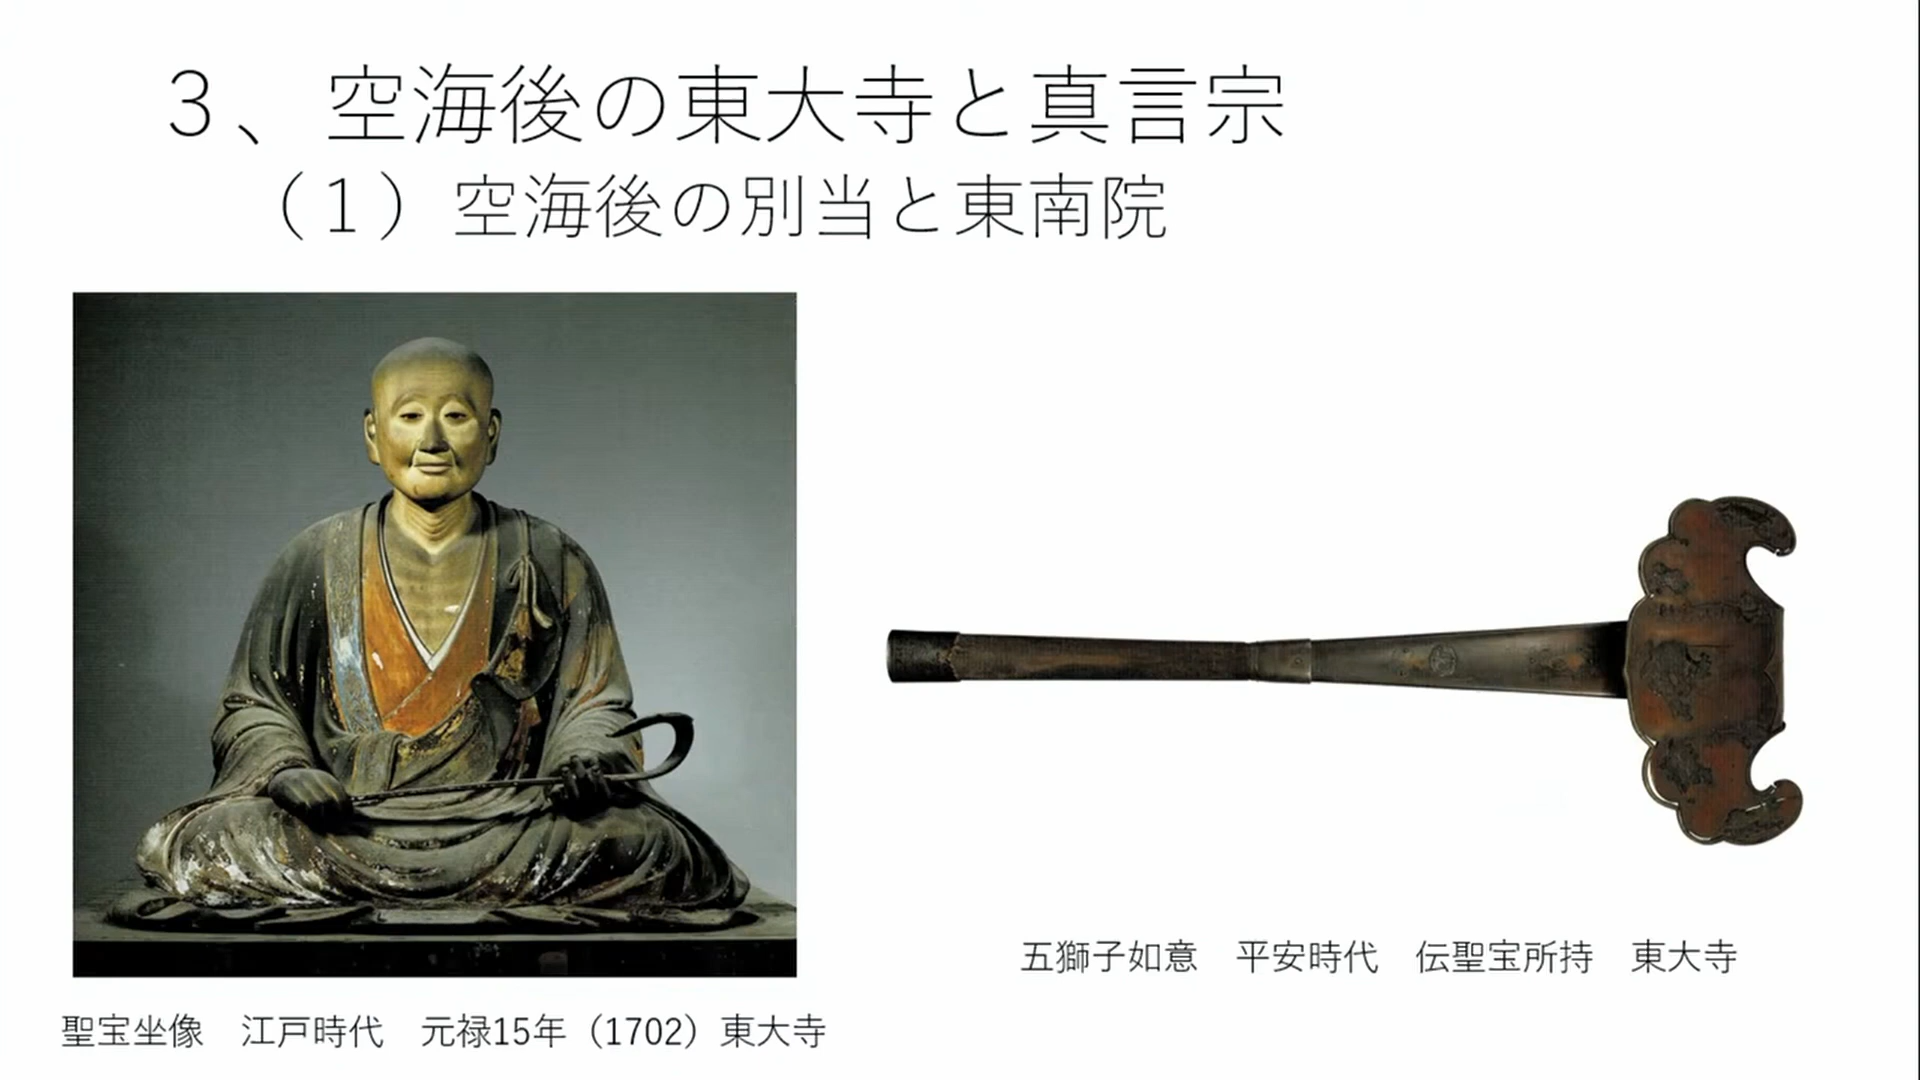 ３、空海後の東大寺と真言宗
（１）空海後の別当と東南院
五獅子如意　平安時代　伝聖宝所持　東大寺
聖宝坐像　江戸時代　元禄15年（1702）東大寺